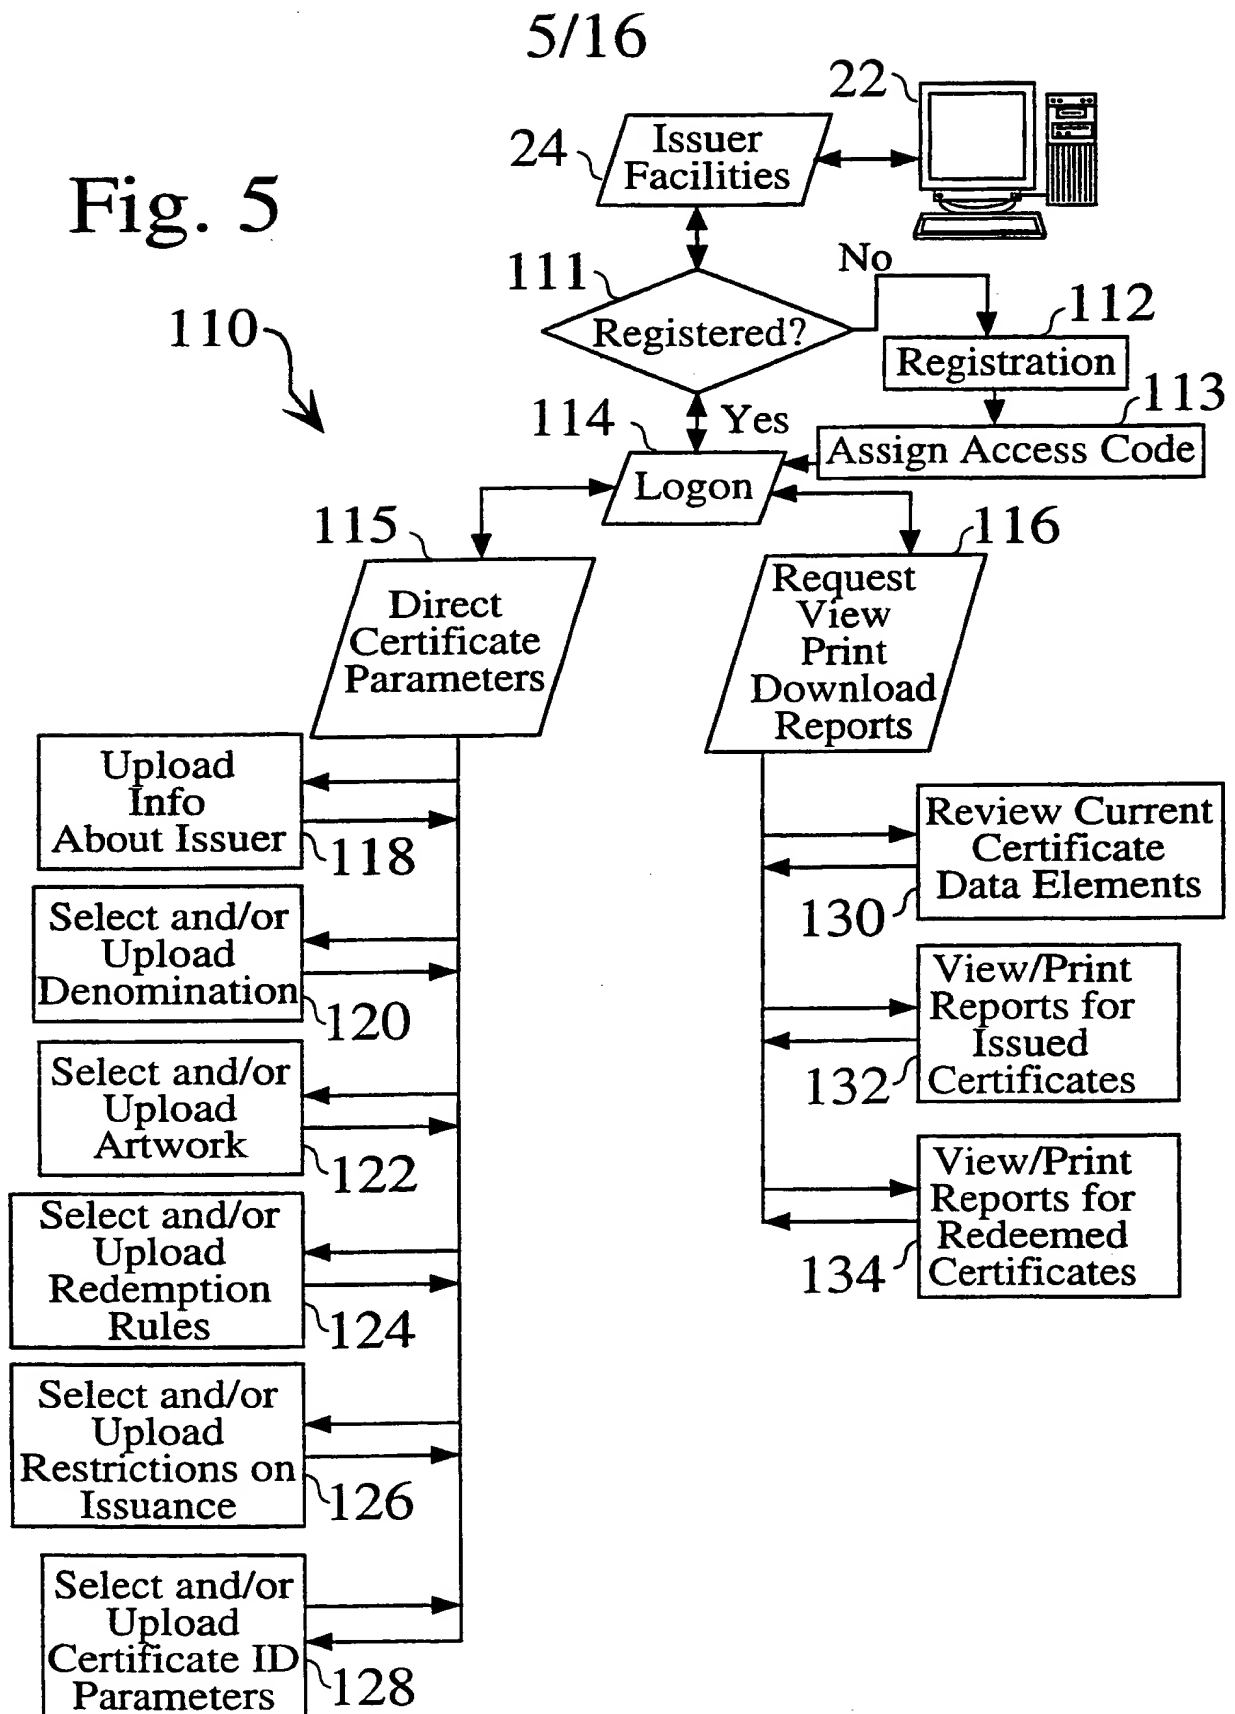 5/16
22
24
Issuer
Facilities
Fig. 5
111
No
Registered?
110
112
Registration
113
114
Yes
Assign Access Code
Logon
115
116
Direct
Certificate
Parameters
Request
View
Print
Download
Reports
Upload
Info
About Issuer
118
Select and/or
Upload
Denomination
120
Select and/or
Upload
Artwork
122
Select and/or
Upload
Redemption
Rules
124
Select and/or
Upload
Restrictions on
Issuance
126
Select and/or
Upload
Certificate ID
Parameters
128
Review Current
Certificate
Data Elements
130
View/Print
Reports for
Issued
Certificates
132
View/Print
Reports for
Redeemed
Certificates
134